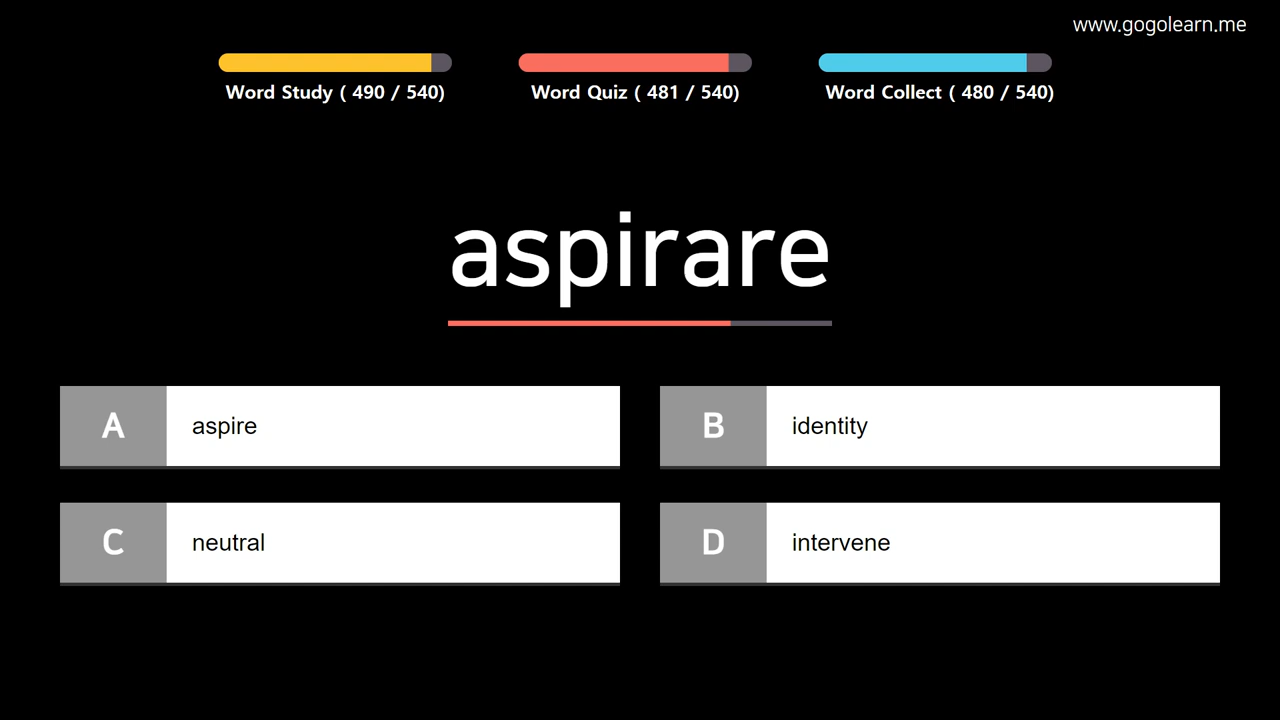 www.gogolearn.me
Word Study ( 490 / 540)
Word Quiz ( 481 / 540)
Word Collect ( 480 / 540)
aspirare
A aspire
B identity
C neutral
D intervene